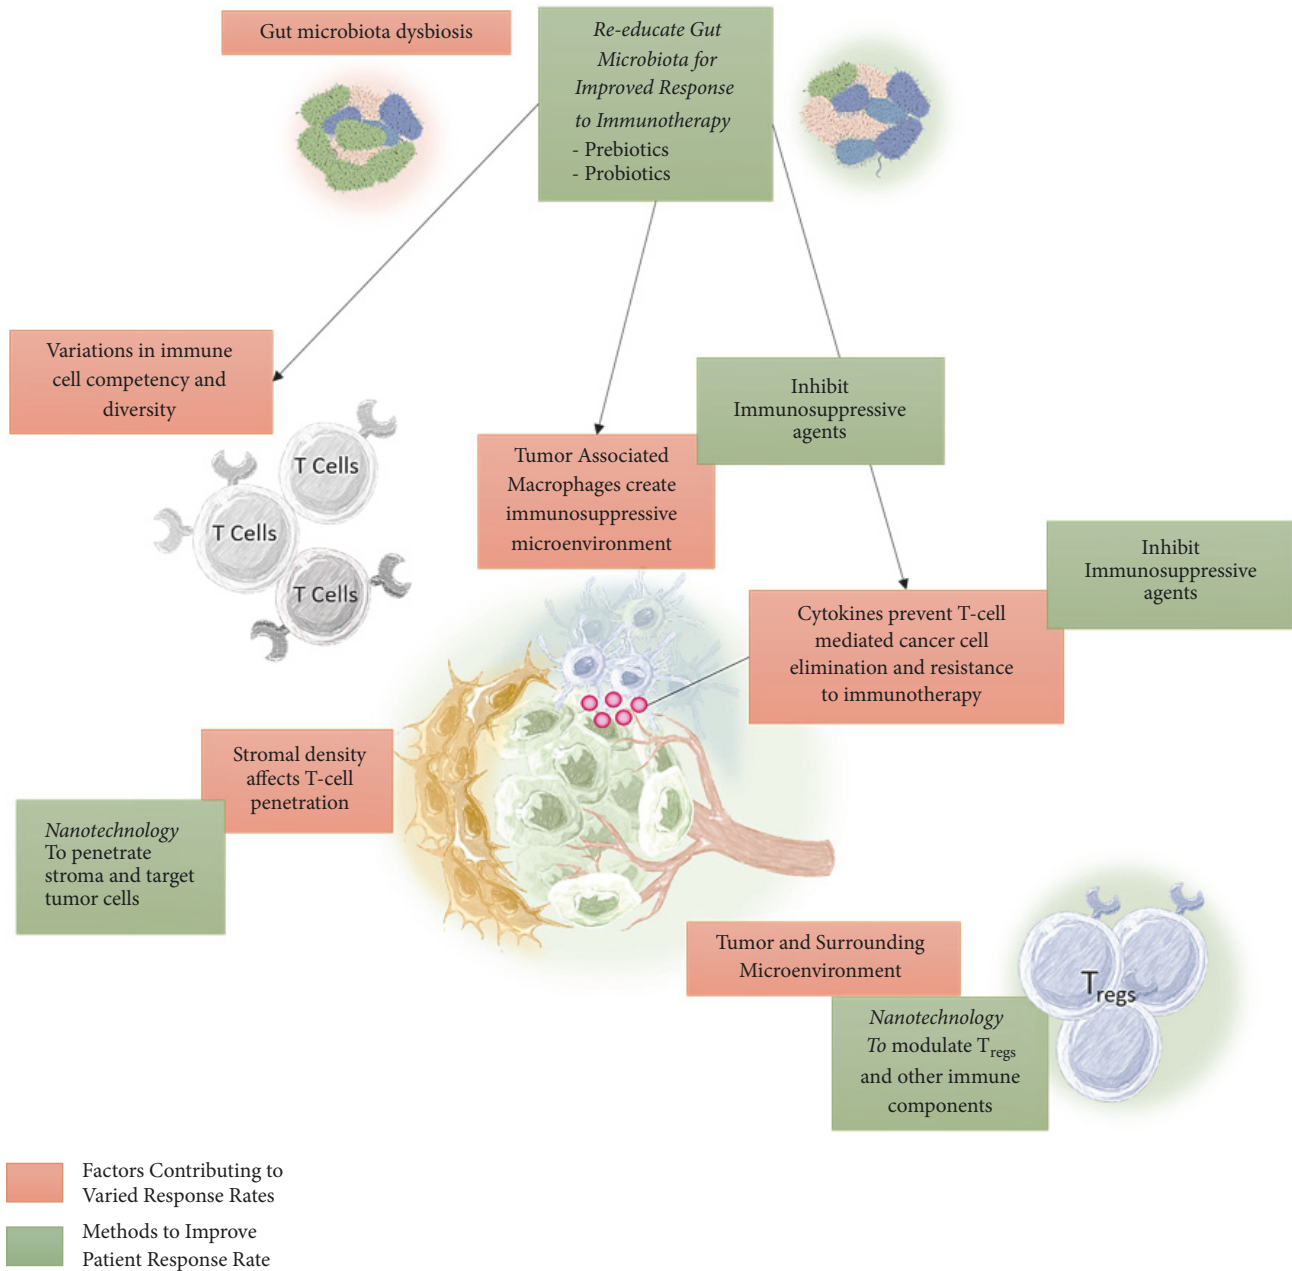 Gut microbiota dysbiosis
Re-educate Gut
Microbiota for
Improved Response
to Immunotherapy
- Prebiotics
- Probiotics
Variations in immune
cell competency and
diversity
T Cells
T Cells
T Cells
Inhibit
Immunosuppressive
agents
Tumor Associated
Macrophages create
immunosuppressive
microenvironment
Inhibit
Immunosuppressive
agents
Cytokines prevent T-cell
mediated cancer cell
elimination and resistance
to immunotherapy
Stromal density
affects T-cell
penetration
Nanotechnology
To penetrate
stroma and target
tumor cells
Tumor and Surrounding
Microenvironment
Tregs
Nanotechnology
To modulate Tregs
and other immune
components
Factors Contributing to
Varied Response Rates
Methods to Improve
Patient Response Rate